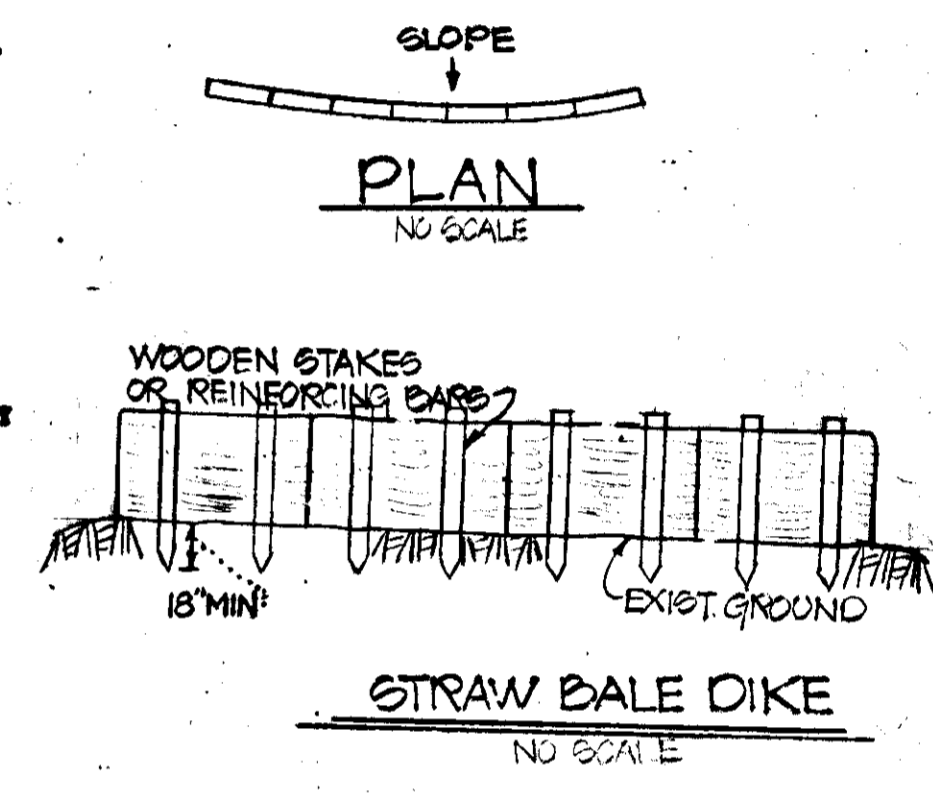 SLOPE
PLAN
NO SCALE
WOODEN STAKES
OR REINFORCING BARS
18" MIN.
EXIST. GROUND
STRAW BALE DIKE
NO SCALE